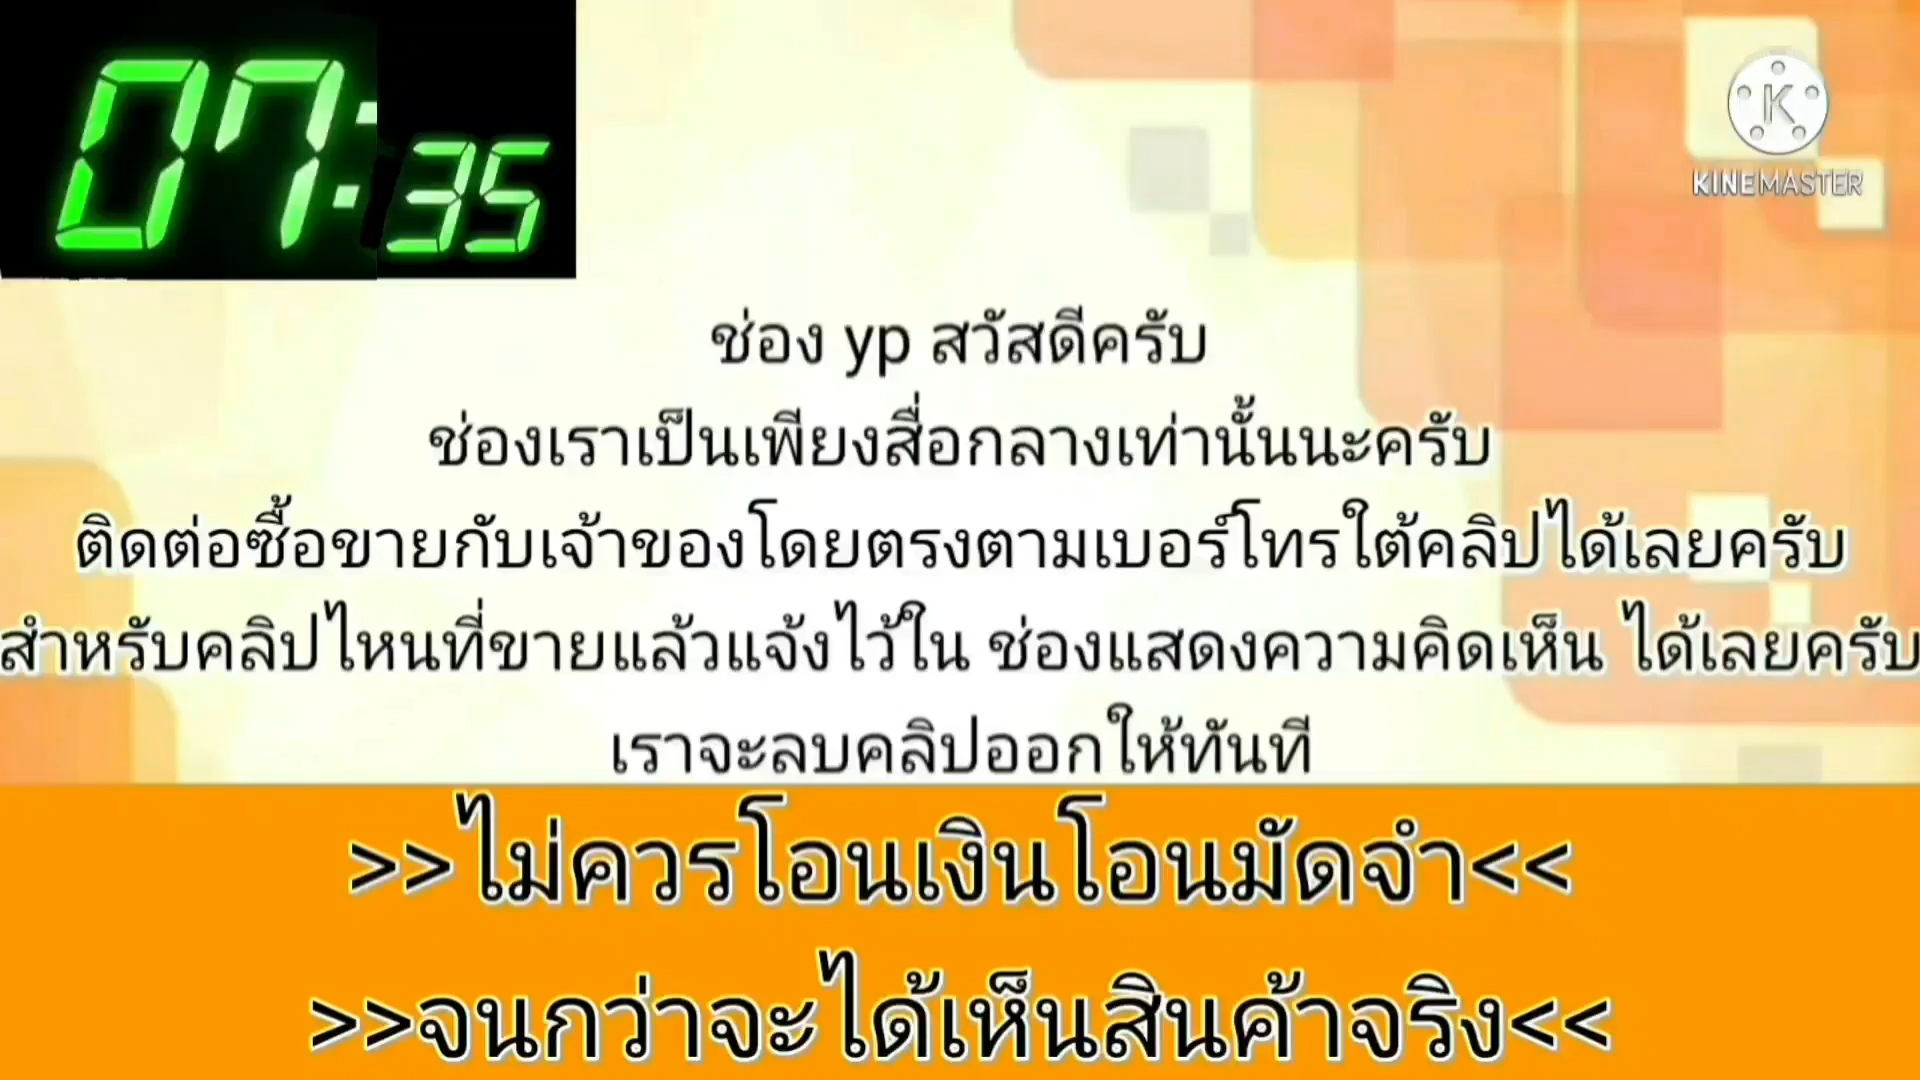 07:35
KINEMASTER
ช่อง yp สวัสดีครับ
ช่องเราเป็นเพียงสื่อกลางเท่านั้นนะครับ
ติดต่อซื้อขายกับเจ้าของโดยตรงตามเบอร์โทรใต้คลิปได้เลยครับ
สำหรับคลิปไหนที่ขายแล้วแจ้งไว้ใน ช่องแสดงความคิดเห็น ได้เลยครับ
เราจะลบคลิปออกให้ทันที
>>ไม่ควรโอนเงินโอนมัดจำ<<
>>จนกว่าจะได้เห็นสินค้าจริง<<